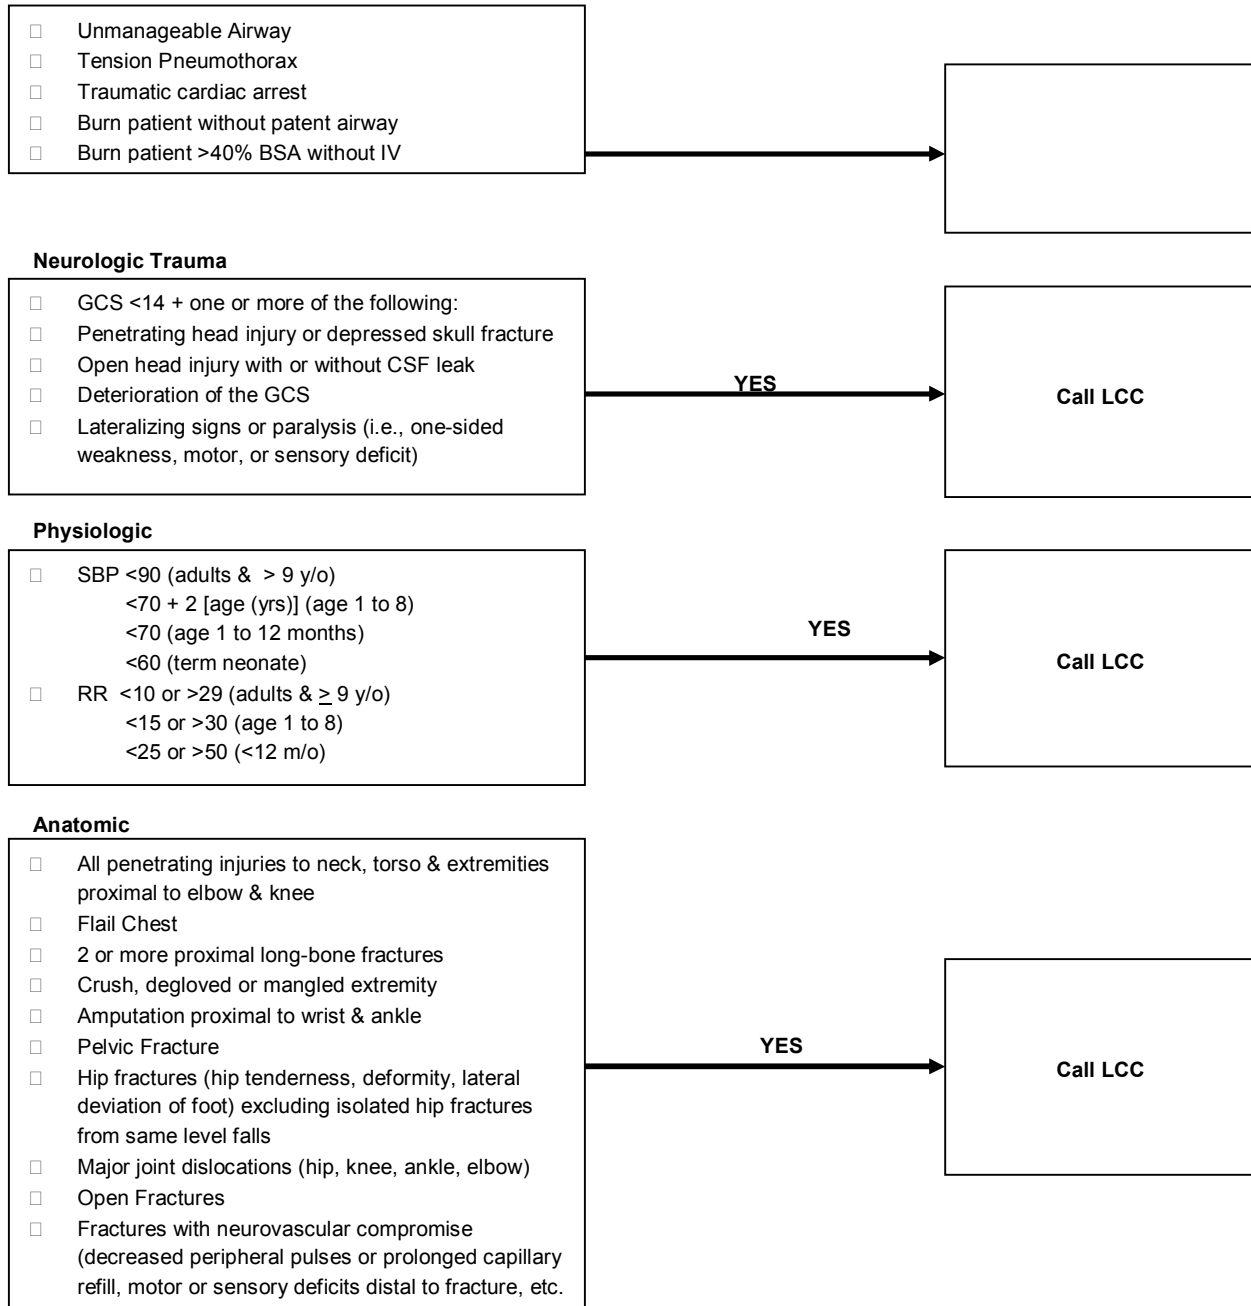 Unmanageable Airway
Tension Pneumothorax
Traumatic cardiac arrest
Burn patient without patent airway
Burn patient >40% BSA without IV
Neurologic Trauma
GCS <14 + one or more of the following:
Penetrating head injury or depressed skull fracture
Open head injury with or without CSF leak
Deterioration of the GCS
Lateralizing signs or paralysis (i.e., one-sided
weakness, motor, or sensory deficit)
YES
Call LCC
Physiologic
SBP <90 (adults & > 9 y/o)
<70 + 2 [age (yrs)] (age 1 to 8)
<70 (age 1 to 12 months)
<60 (term neonate)
RR <10 or >29 (adults & ≥ 9 y/o)
<15 or >30 (age 1 to 8)
<25 or >50 (<12 m/o)
YES
Call LCC
Anatomic
All penetrating injuries to neck, torso & extremities
proximal to elbow & knee
Flail Chest
2 or more proximal long-bone fractures
Crush, degloved or mangled extremity
Amputation proximal to wrist & ankle
Pelvic Fracture
Hip fractures (hip tenderness, deformity, lateral
deviation of foot) excluding isolated hip fractures
from same level falls
Major joint dislocations (hip, knee, ankle, elbow)
Open Fractures
Fractures with neurovascular compromise
(decreased peripheral pulses or prolonged capillary
refill, motor or sensory deficits distal to fracture, etc.
YES
Call LCC